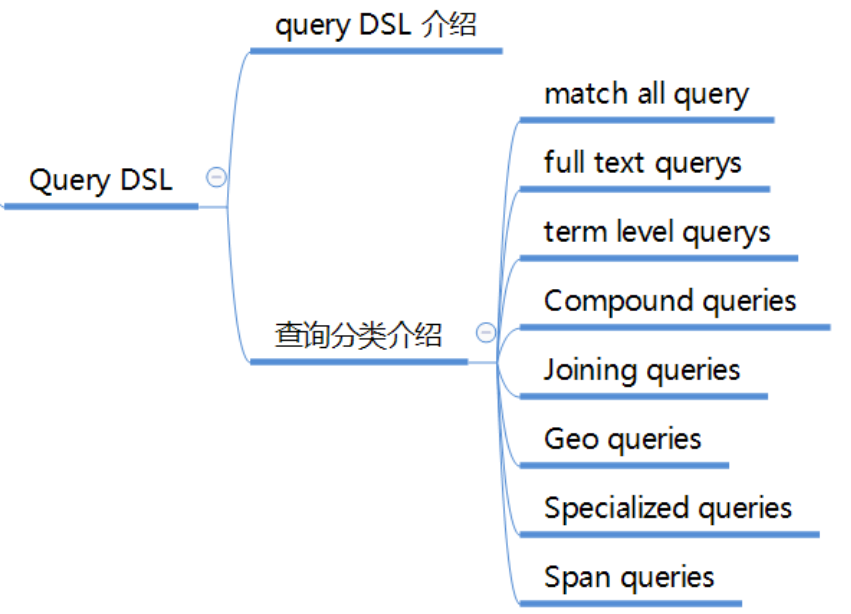 Query DSL
query DSL 介绍
查询分类介绍
match all query
full text querys
term level querys
Compound queries
Joining queries
Geo queries
Specialized queries
Span queries